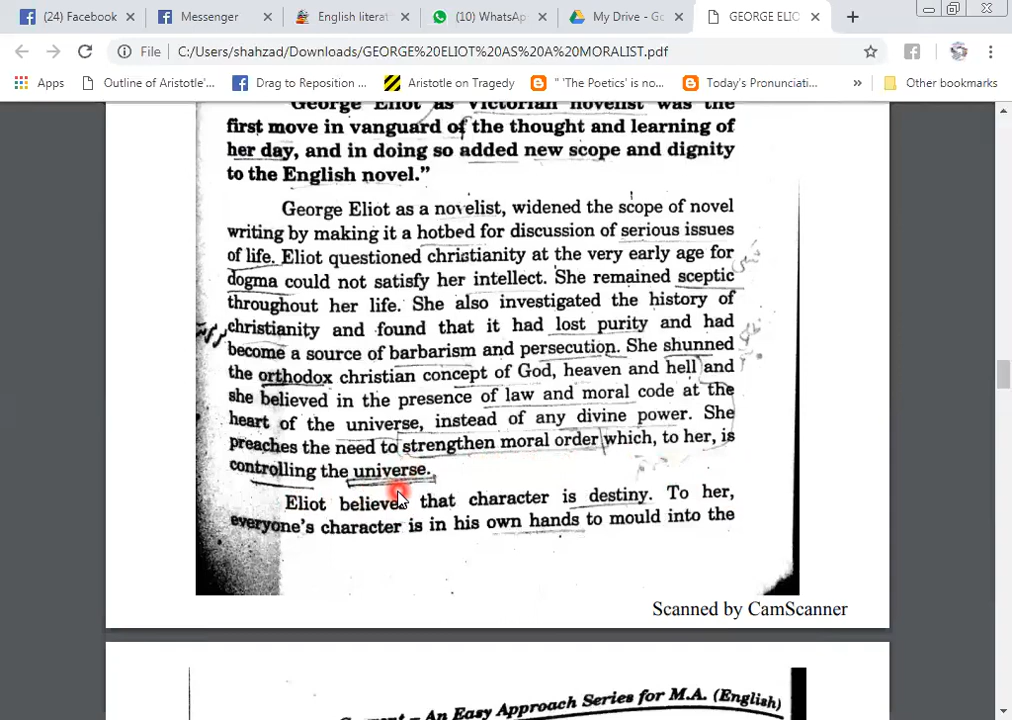 (24) Facebook
Messenger
English literat
(10) WhatsAp
My Drive - Go
GEORGE ELIO
File
C:/Users/shahzad/Downloads/GEORGE%20ELIOT%20AS%20A%20MORALIST.pdf
Apps
Outline of Aristotle'...
Drag to Reposition ...
Aristotle on Tragedy
" 'The Poetics' is no...
Today's Pronunciati...
»
Other bookmarks
George Eliot as Victorian novelist was the
first move in vanguard of the thought and learning of
her day, and in doing so added new scope and dignity
to the English novel.”
George Eliot as a novelist, widened the scope of novel
writing by making it a hotbed for discussion of serious issues
of life. Eliot questioned christianity at the very early age for
dogma could not satisfy her intellect. She remained sceptic
throughout her life. She also investigated the history of
christianity and found that it had lost purity and had
become a source of barbarism and persecution. She shunned
the orthodox christian concept of God, heaven and hell and
she believed in the presence of law and moral code at the
heart of the universe, instead of any divine power. She
preaches the need to strengthen moral order which, to her, is
controlling the universe.
Eliot believed that character is destiny. To her,
everyone's character is in his own hands to mould into the
Scanned by CamScanner
An Easy Approach Series for M.A. (English)